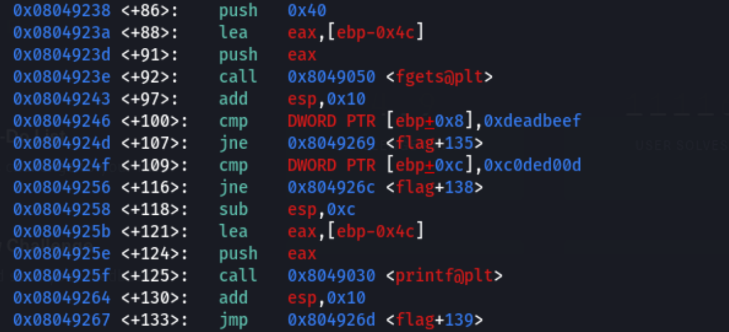 0x08049238 <+86>: push 0x40
0x0804923a <+88>: lea eax,[ebp-0x4c]
0x0804923d <+91>: push eax
0x0804923e <+92>: call 0x8049050 <fgets@plt>
0x08049243 <+97>: add esp,0x10
0x08049246 <+100>: cmp DWORD PTR [ebp+0x8],0xdeadbeef
0x0804924d <+107>: jne 0x8049269 <flag+135>
0x0804924f <+109>: cmp DWORD PTR [ebp+0xc],0xc0ded00d
0x08049256 <+116>: jne 0x804926c <flag+138>
0x08049258 <+118>: sub esp,0xc
0x0804925b <+121>: lea eax,[ebp-0x4c]
0x0804925e <+124>: push eax
0x0804925f <+125>: call 0x8049030 <printf@plt>
0x08049264 <+130>: add esp,0x10
0x08049267 <+133>: jmp 0x804926d <flag+139>